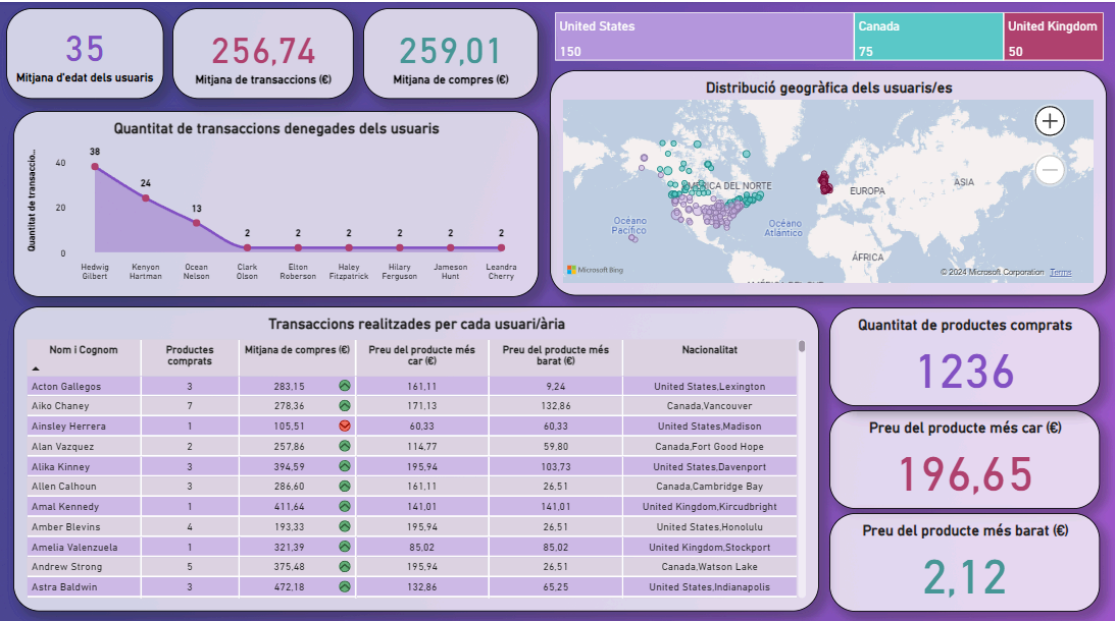 35
Mitjana d'edat dels usuaris
256,74
Mitjana de transaccions (€)
259,01
Mitjana de compres (€)
United States
150
Canada
75
United Kingdom
50
Quantitat de transaccions denegades dels usuaris
Quantitat de transaccio...
40
20
0
38
24
13
2
2
2
2
2
2
Hedwig Gilbert
Kenyon Hartman
Ocean Nelson
Clark Olson
Elton Roberson
Haley Fitzpatrick
Hilary Ferguson
Jameson Hunt
Leandra Cherry
Distribució geogràfica dels usuaris/es
AMÉRICA DEL NORTE
EUROPA
ASIA
Océano Pacífico
Océano Atlántico
ÁFRICA
Microsoft Bing
© 2024 Microsoft Corporation Terms
Transaccions realitzades per cada usuari/ària
Nom i Cognom Productes comprats Mitjana de compres (€) Preu del producte més car (€) Preu del producte més barat (€) Nacionalitat
Acton Gallegos 3 283,15 161,11 9,24 United States,Lexington
Aiko Chaney 7 278,36 171,13 132,86 Canada,Vancouver
Ainsley Herrera 1 105,51 60,33 60,33 United States,Madison
Alan Vazquez 2 257,86 114,77 59,80 Canada,Fort Good Hope
Alika Kinney 3 394,59 195,94 103,73 United States,Davenport
Allen Calhoun 3 286,60 161,11 26,51 Canada,Cambridge Bay
Amal Kennedy 1 411,64 141,01 141,01 United Kingdom,Kircudbright
Amber Blevins 4 193,33 195,94 26,51 United States,Honolulu
Amelia Valenzuela 1 321,39 85,02 85,02 United Kingdom,Stockport
Andrew Strong 5 375,48 195,94 26,51 Canada,Watson Lake
Astra Baldwin 3 472,18 132,86 65,25 United States,Indianapolis
Quantitat de productes comprats
1236
Preu del producte més car (€)
196,65
Preu del producte més barat (€)
2,12